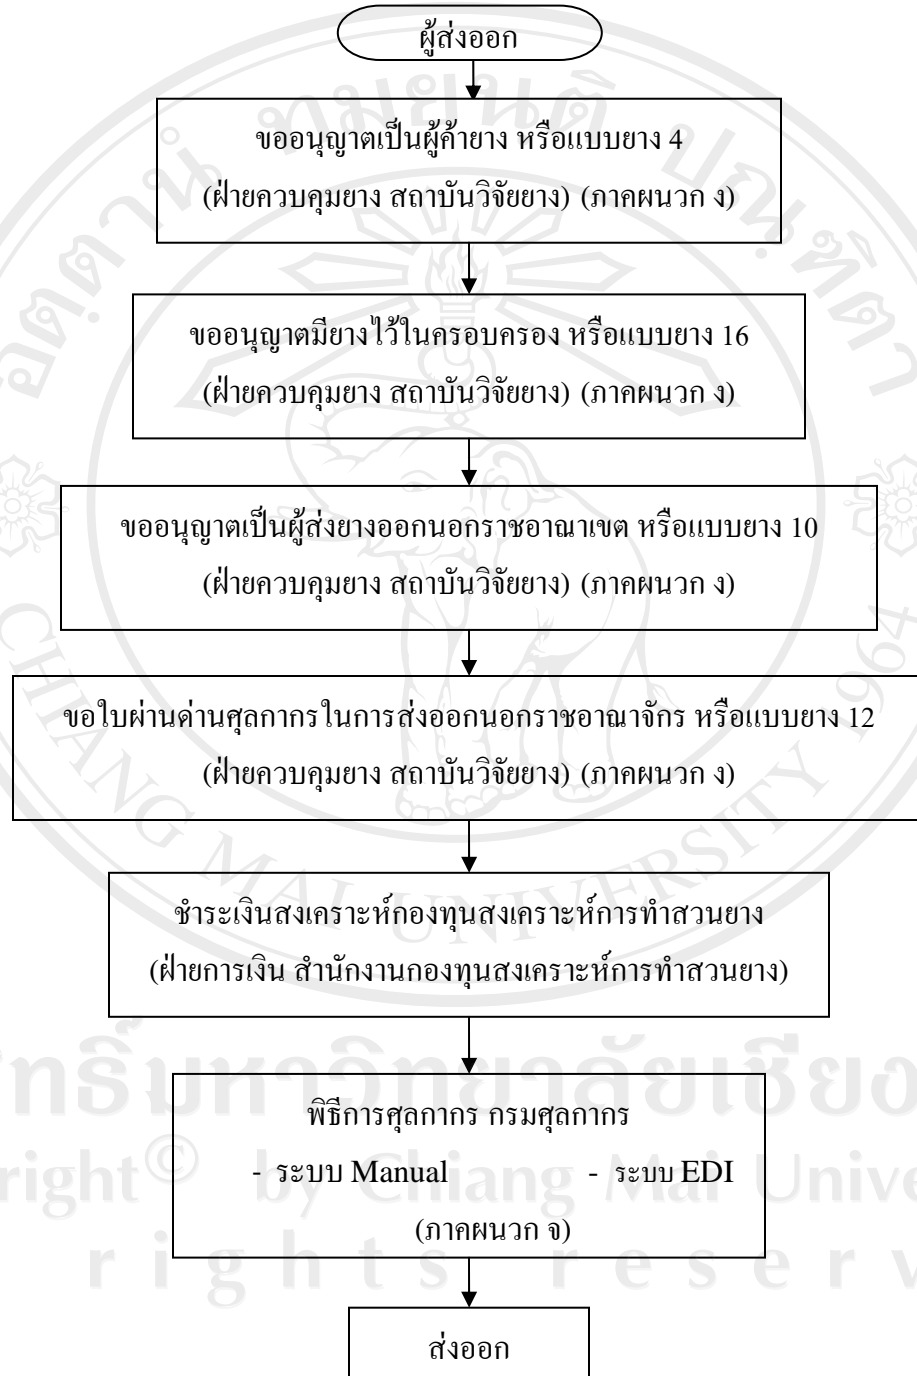 ผู้ส่งออก
ขออนุญาตเป็นผู้ค้ายาง หรือแบบยาง 4
(ฝ่ายควบคุมยาง สถาบันวิจัยยาง) (ภาคผนวก ง)
ขออนุญาตมียางไว้ในครอบครอง หรือแบบยาง 16
(ฝ่ายควบคุมยาง สถาบันวิจัยยาง) (ภาคผนวก ง)
ขออนุญาตเป็นผู้ส่งยางออกนอกราชอาณาเขต หรือแบบยาง 10
(ฝ่ายควบคุมยาง สถาบันวิจัยยาง) (ภาคผนวก ง)
ขอใบผ่านด่านศุลกากรในการส่งออกนอกราชอาณาจักร หรือแบบยาง 12
(ฝ่ายควบคุมยาง สถาบันวิจัยยาง) (ภาคผนวก ง)
ชำระเงินสงเคราะห์กองทุนสงเคราะห์การทำสวนยาง
(ฝ่ายการเงิน สำนักงานกองทุนสงเคราะห์การทำสวนยาง)
พิธีการศุลกากร กรมศุลกากร
- ระบบ Manual - ระบบ EDI
(ภาคผนวก จ)
ส่งออก
CHIANG MAI UNIVERSITY 1964
by Chiang Mai
rights